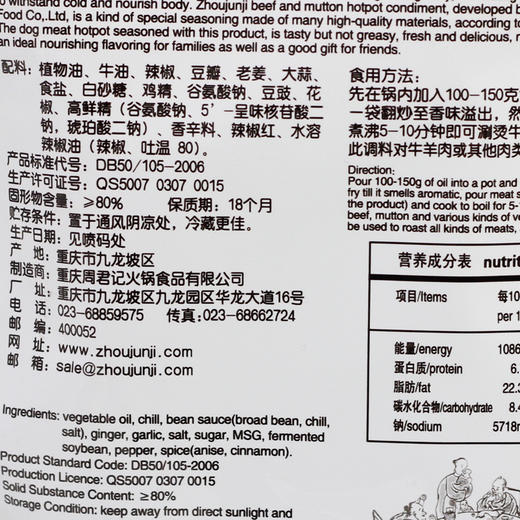 to withstand cold and nourish body. Zhoujunji beef and mutton hotpot condiment, developed
Food Co,.Ltd, is a kind of special seasoning made of many high-quality materials, according to
The dog meat hotpot seasoned with this product, is tasty but not greasy, fresh and delicious,
an ideal nourishing flavoring for families as well as a good gift for friends.
配料：植物油、牛油、辣椒、豆瓣、老姜、大蒜、
食盐、白砂糖、鸡精、谷氨酸钠、豆豉、花
椒、高鲜精（谷氨酸钠、5'-呈味核苷酸二
钠，琥珀酸二钠）、香辛料、辣椒红、水溶
辣椒油（辣椒、吐温 80）。
产品标准代号：DB50/105-2006
生产许可证号：QS5007 0307 0015
固形物含量：≥80% 保质期：18个月
贮存条件：置于通风阴凉处，冷藏更佳。
生产日期：见喷码处
产 地：重庆市九龙坡区
制造商：重庆周君记火锅食品有限公司
厂 址：重庆市九龙坡区九龙园区华龙大道16号
电 话：023-68859575 传真：023-68662724
邮 编：400052
网 址：www.zhoujunji.com
邮 箱：sale@zhoujunji.com
Ingredients: vegetable oil, chill, bean sauce(broad bean, chill,
salt), ginger, garlic, salt, sugar, MSG, fermented
soybean, pepper, spice(anise, cinnamon).
Product Standard Code: DB50/105-2006
Production Licence: QS5007 0307 0015
Solid Substance Content: ≥80%
Storage Condition: keep away from direct sunlight and
食用方法：
先在锅内加入100-150克
一袋翻炒至香味溢出，然
煮沸5-10分钟即可涮烫牛
此调料对牛羊肉或其他肉类
Direction:
Pour 100-150g of oil into a pot and
fry till it smells aromatic, pour meat
the product) and cook to boil for 5-
beef, mutton and various kinds of
be used to roast all kinds of meats,
营养成分表 nutrit
项目/Items 每10
per 1
能量/energy 1086
蛋白质/protein 6.
脂肪/fat 22.
碳水化合物/carbohydrate 8.
钠/sodium 5718